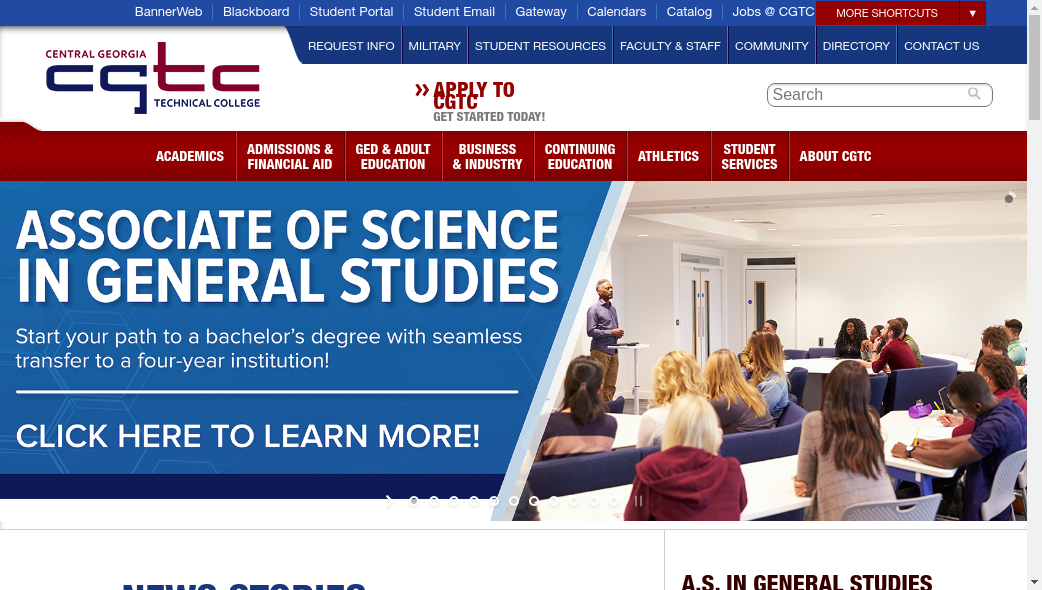 BannerWeb Blackboard Student Portal Student Email Gateway Calendars Catalog Jobs @ CGTC MORE SHORTCUTS ▼
REQUEST INFO MILITARY STUDENT RESOURCES FACULTY & STAFF COMMUNITY DIRECTORY CONTACT US
CENTRAL GEORGIA
cgtc
TECHNICAL COLLEGE
›› APPLY TO
CGTC
GET STARTED TODAY!
Search
ACADEMICS
ADMISSIONS &
FINANCIAL AID
GED & ADULT
EDUCATION
BUSINESS
& INDUSTRY
CONTINUING
EDUCATION
ATHLETICS
STUDENT
SERVICES
ABOUT CGTC
ASSOCIATE OF SCIENCE
IN GENERAL STUDIES
Start your path to a bachelor's degree with seamless
transfer to a four-year institution!
CLICK HERE TO LEARN MORE!
NEWS STORIES
A.S. IN GENERAL STUDIES